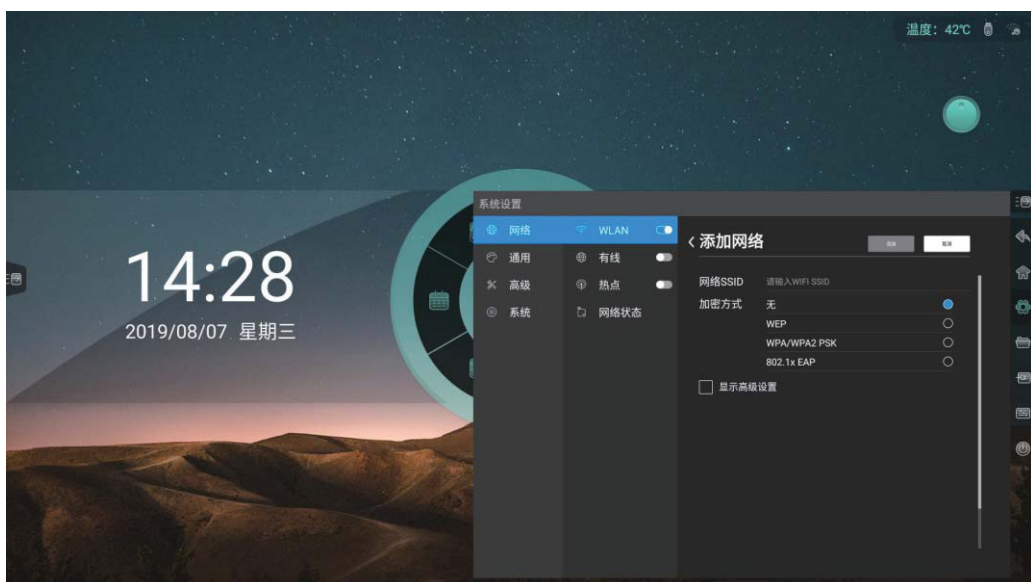 温度：42℃
系统设置
网络
通用
高级
系统
WLAN
有线
热点
网络状态
添加网络
取消
网络SSID 请输入WIFI SSID
加密方式 无
WEP
WPA/WPA2 PSK
802.1x EAP
显示高级设置
14:28
2019/08/07 星期三